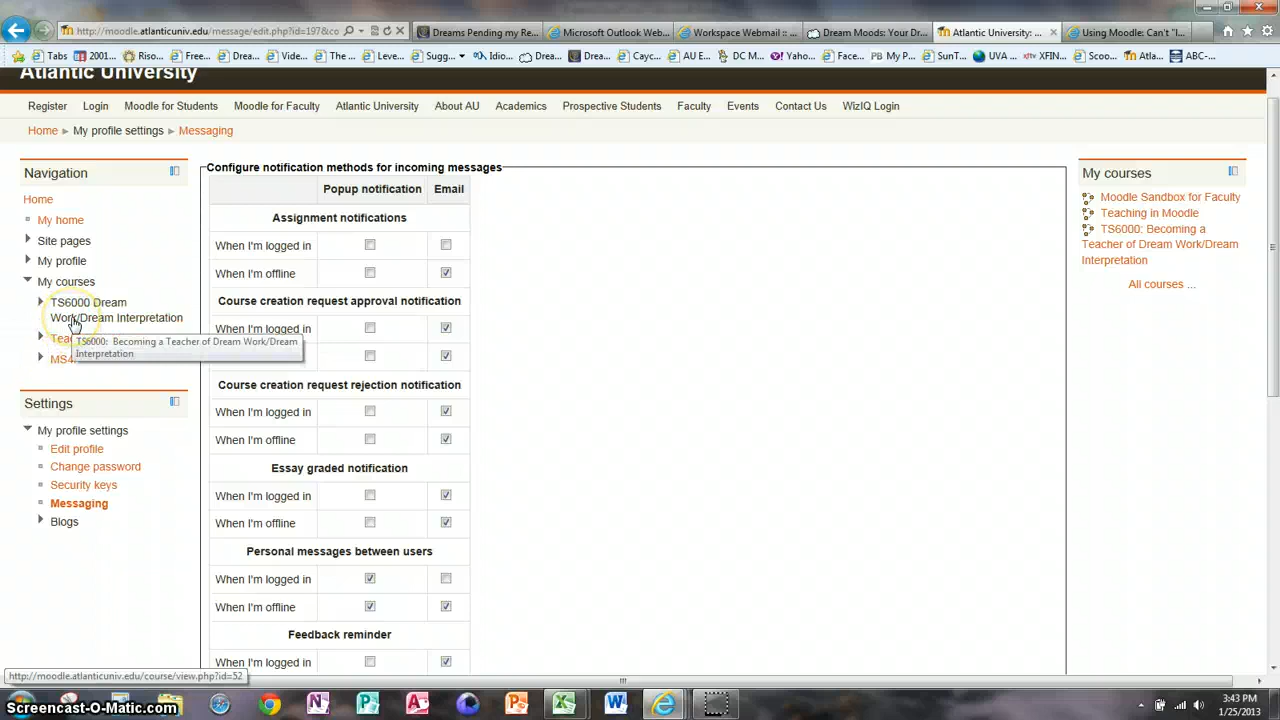 http://moodle.atlanticuniv.edu/message/edit.php?id=197&co
Dreams Pending my Re...
Microsoft Outlook Web...
Workspace Webmail ::
Dream Moods: Your Dr...
Atlantic University: ...
Using Moodle: Can't "I...
Tabs
2001...
Riso...
Free...
Drea...
Vide...
The ...
Leve...
Sugg...
Idio...
Drea...
Drea...
Cayc...
AU E...
DC M...
Yaho...
Face...
PB My P...
SunT...
UVA ...
xfinity XFIN...
Scoo...
Atla...
ABC-...
Atlantic University
Register
Login
Moodle for Students
Moodle for Faculty
Atlantic University
About AU
Academics
Prospective Students
Faculty
Events
Contact Us
WizIQ Login
Home ► My profile settings ► Messaging
Navigation
Home
My home
Site pages
My profile
My courses
TS6000 Dream
Work/Dream Interpretation
TS6000: Becoming a Teacher of Dream Work/Dream
Interpretation
Settings
My profile settings
Edit profile
Change password
Security keys
Messaging
Blogs
Configure notification methods for incoming messages
Popup notification
Email
Assignment notifications
When I'm logged in
When I'm offline
Course creation request approval notification
When I'm logged in
Course creation request rejection notification
When I'm logged in
When I'm offline
Essay graded notification
When I'm logged in
When I'm offline
Personal messages between users
When I'm logged in
When I'm offline
Feedback reminder
When I'm logged in
My courses
Moodle Sandbox for Faculty
Teaching in Moodle
TS6000: Becoming a
Teacher of Dream Work/Dream
Interpretation
All courses ...
http://moodle.atlanticuniv.edu/course/view.php?id=52
Screencast-O-Matic.com
3:43 PM
1/25/2013